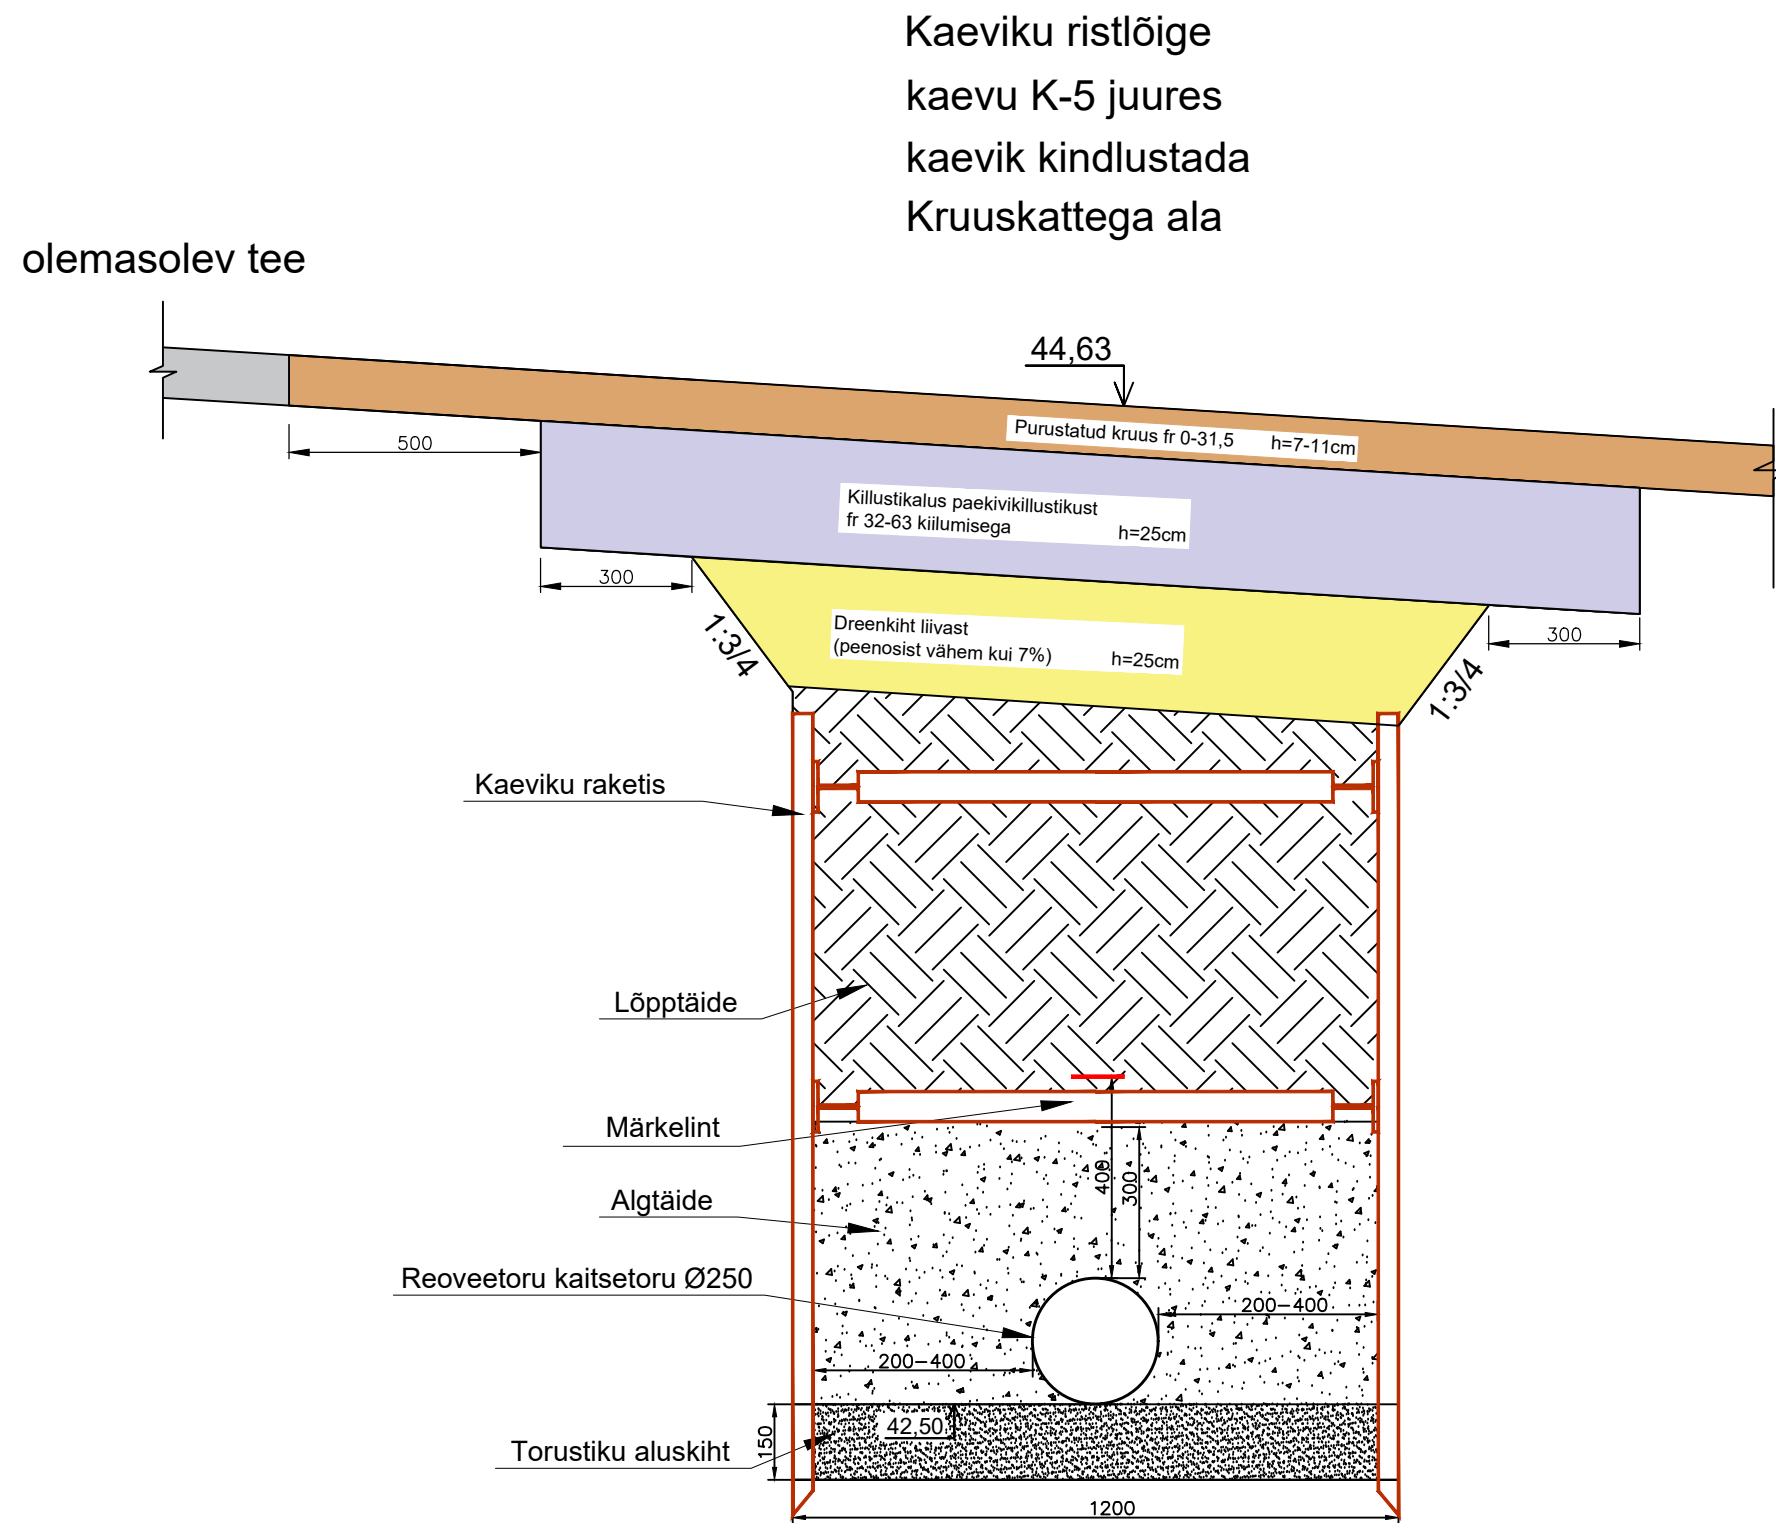 Kaeviku ristlõige
kaevu K-5 juures
kaevik kindlustada
Kruuskattega ala
olemasolev tee
44,63
Purustatud kruus fr 0-31,5 h=7-11cm
500
Killustikalus paekivikillustikust
fr 32-63 kiilumisega h=25cm
300
Dreenkiht liivast
(peenosist vähem kui 7%) h=25cm
300
1:3/4
1:3/4
Kaeviku raketis
Lõpptäide
Märkelint
400
300
Algtäide
Reoveetoru kaitsetoru Ø250
200-400
200-400
42,50
150
Torustiku aluskiht
1200